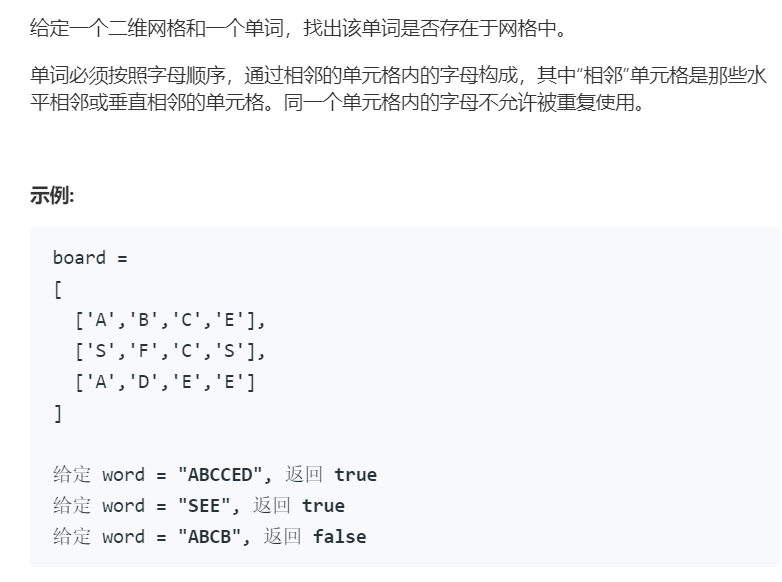 给定一个二维网格和一个单词，找出该单词是否存在于网格中。
单词必须按照字母顺序，通过相邻的单元格内的字母构成，其中“相邻”单元格是那些水
平相邻或垂直相邻的单元格。同一个单元格内的字母不允许被重复使用。
示例:
board =
[
  ['A','B','C','E'],
  ['S','F','C','S'],
  ['A','D','E','E']
]
给定 word = "ABCCED", 返回 true
给定 word = "SEE", 返回 true
给定 word = "ABCB", 返回 false